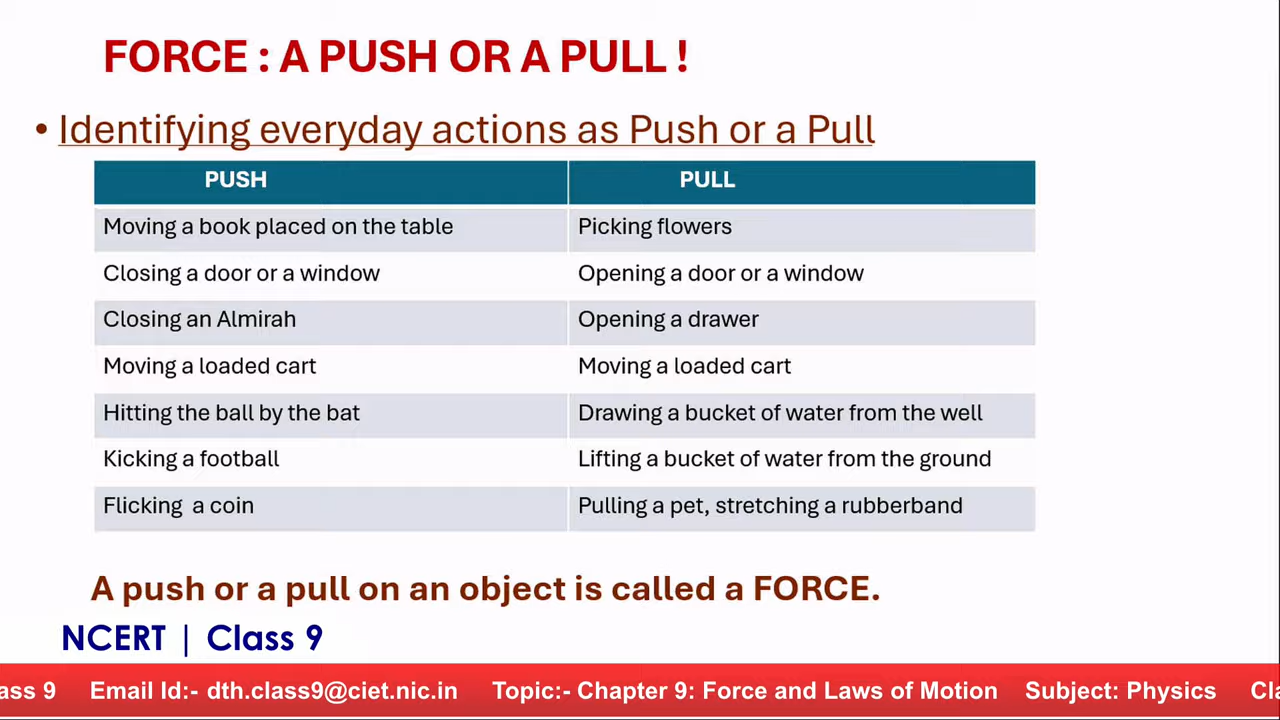 FORCE : A PUSH OR A PULL !
• Identifying everyday actions as Push or a Pull
PUSH PULL
Moving a book placed on the table Picking flowers
Closing a door or a window Opening a door or a window
Closing an Almirah Opening a drawer
Moving a loaded cart Moving a loaded cart
Hitting the ball by the bat Drawing a bucket of water from the well
Kicking a football Lifting a bucket of water from the ground
Flicking a coin Pulling a pet, stretching a rubberband
A push or a pull on an object is called a FORCE.
NCERT | Class 9
ass 9 Email Id:- dth.class9@ciet.nic.in Topic:- Chapter 9: Force and Laws of Motion Subject: Physics Cla